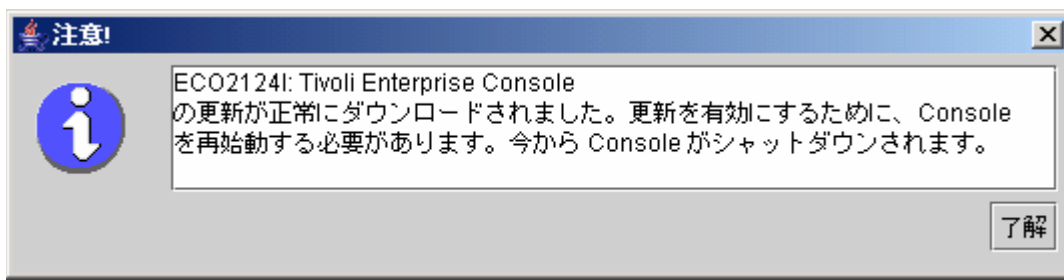 注意!
ECO2124I: Tivoli Enterprise Console
の更新が正常にダウンロードされました。更新を有効にするために、Console
を再始動する必要があります。今から Console がシャットダウンされます。
了解